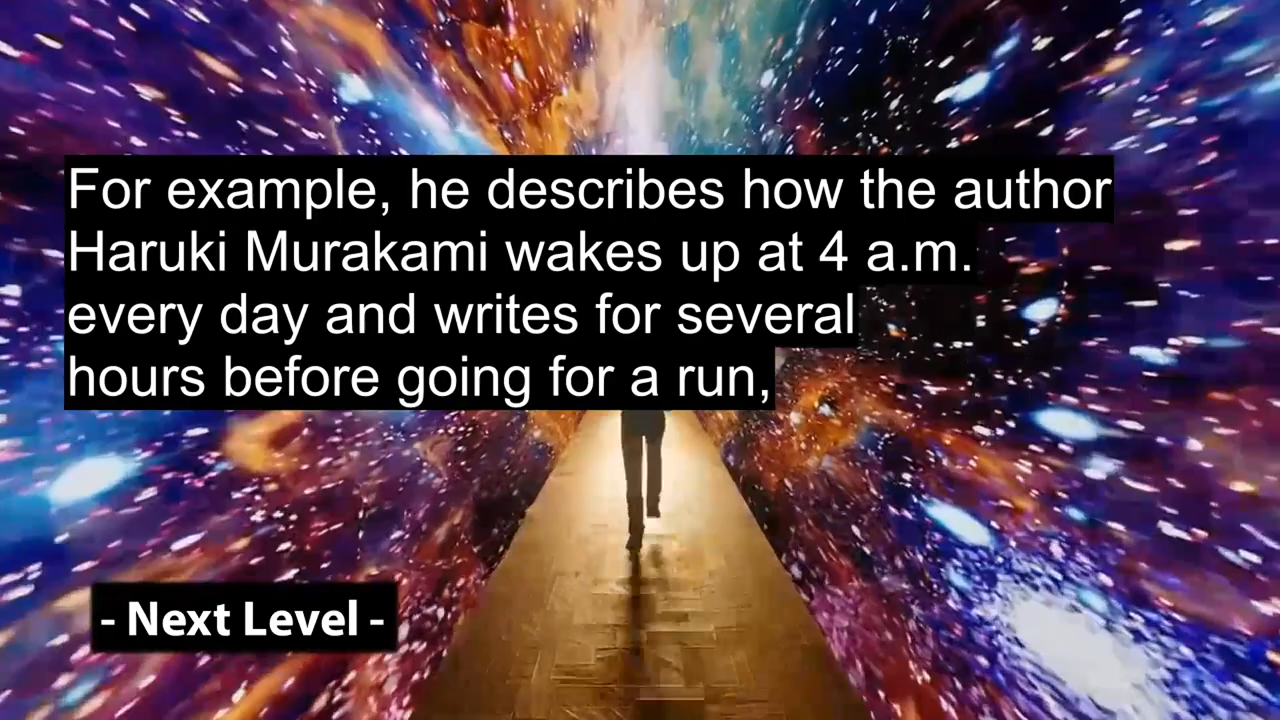 For example, he describes how the author
Haruki Murakami wakes up at 4 a.m.
every day and writes for several
hours before going for a run,
- Next Level -